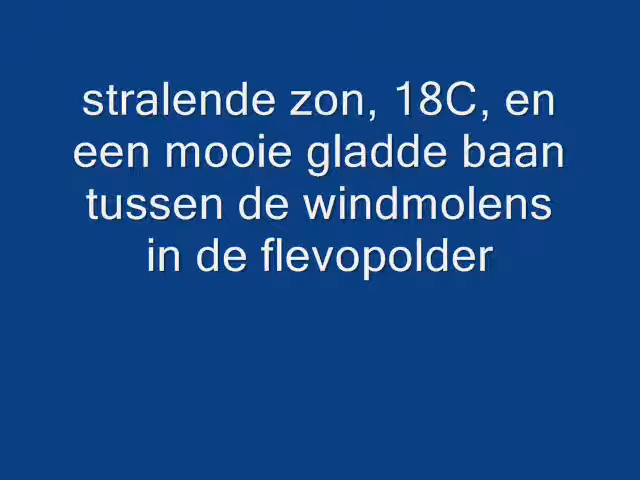 stralende zon, 18C, en
een mooie gladde baan
tussen de windmolens
in de flevopolder